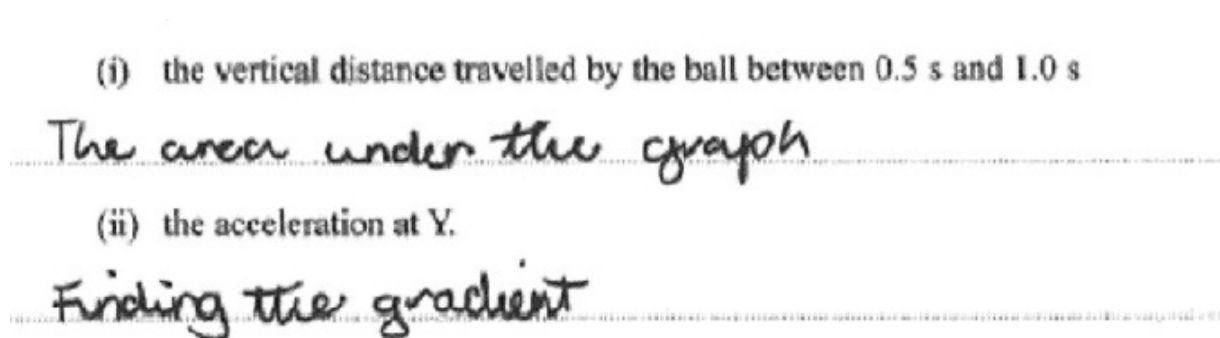 (i) the vertical distance travelled by the ball between 0.5 s and 1.0 s
The area under the graph
(ii) the acceleration at Y.
Finding the gradient